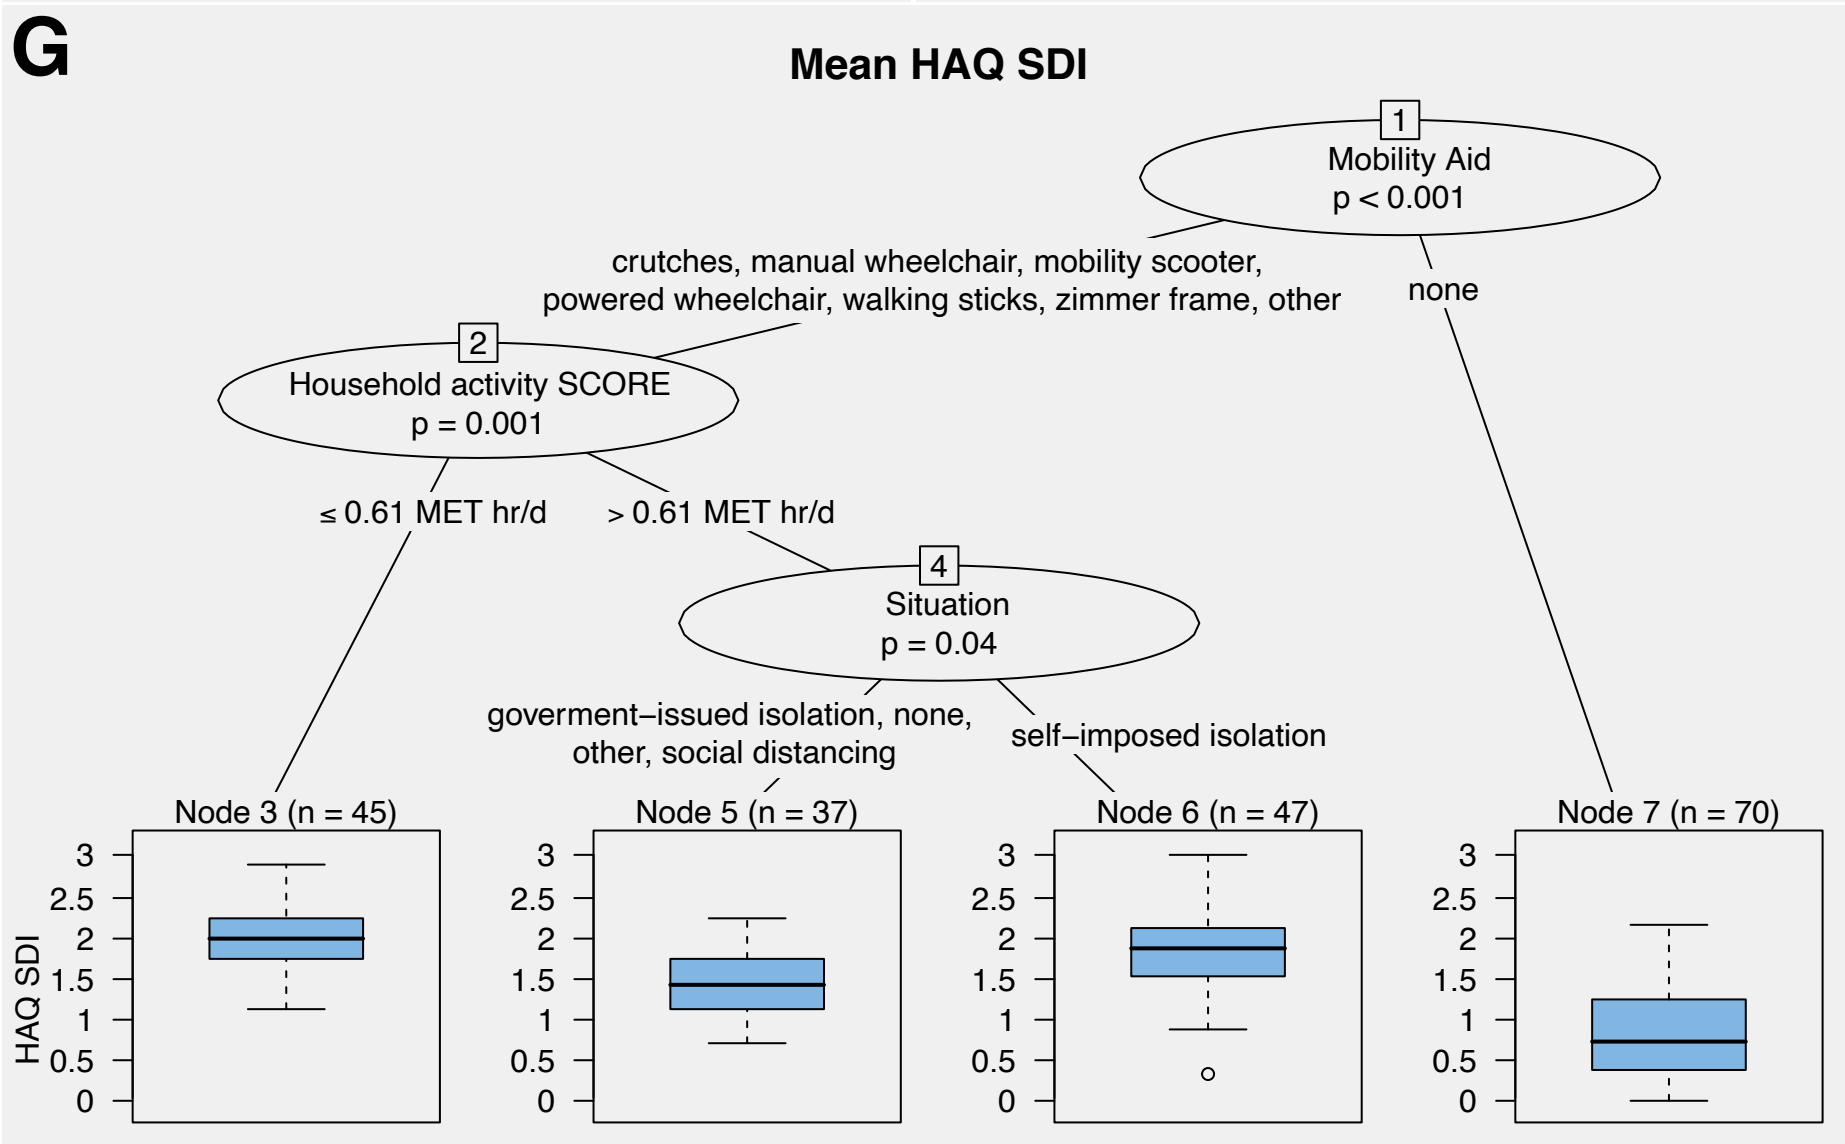 G
Mean HAQ SDI
1
Mobility Aid
p < 0.001
crutches, manual wheelchair, mobility scooter,
powered wheelchair, walking sticks, zimmer frame, other
none
2
Household activity SCORE
p = 0.001
≤ 0.61 MET hr/d
> 0.61 MET hr/d
4
Situation
p = 0.04
goverment–issued isolation, none,
other, social distancing
self–imposed isolation
Node 3 (n = 45)
HAQ SDI
3
2.5
2
1.5
1
0.5
0
Node 5 (n = 37)
3
2.5
2
1.5
1
0.5
0
Node 6 (n = 47)
3
2.5
2
1.5
1
0.5
0
Node 7 (n = 70)
3
2.5
2
1.5
1
0.5
0